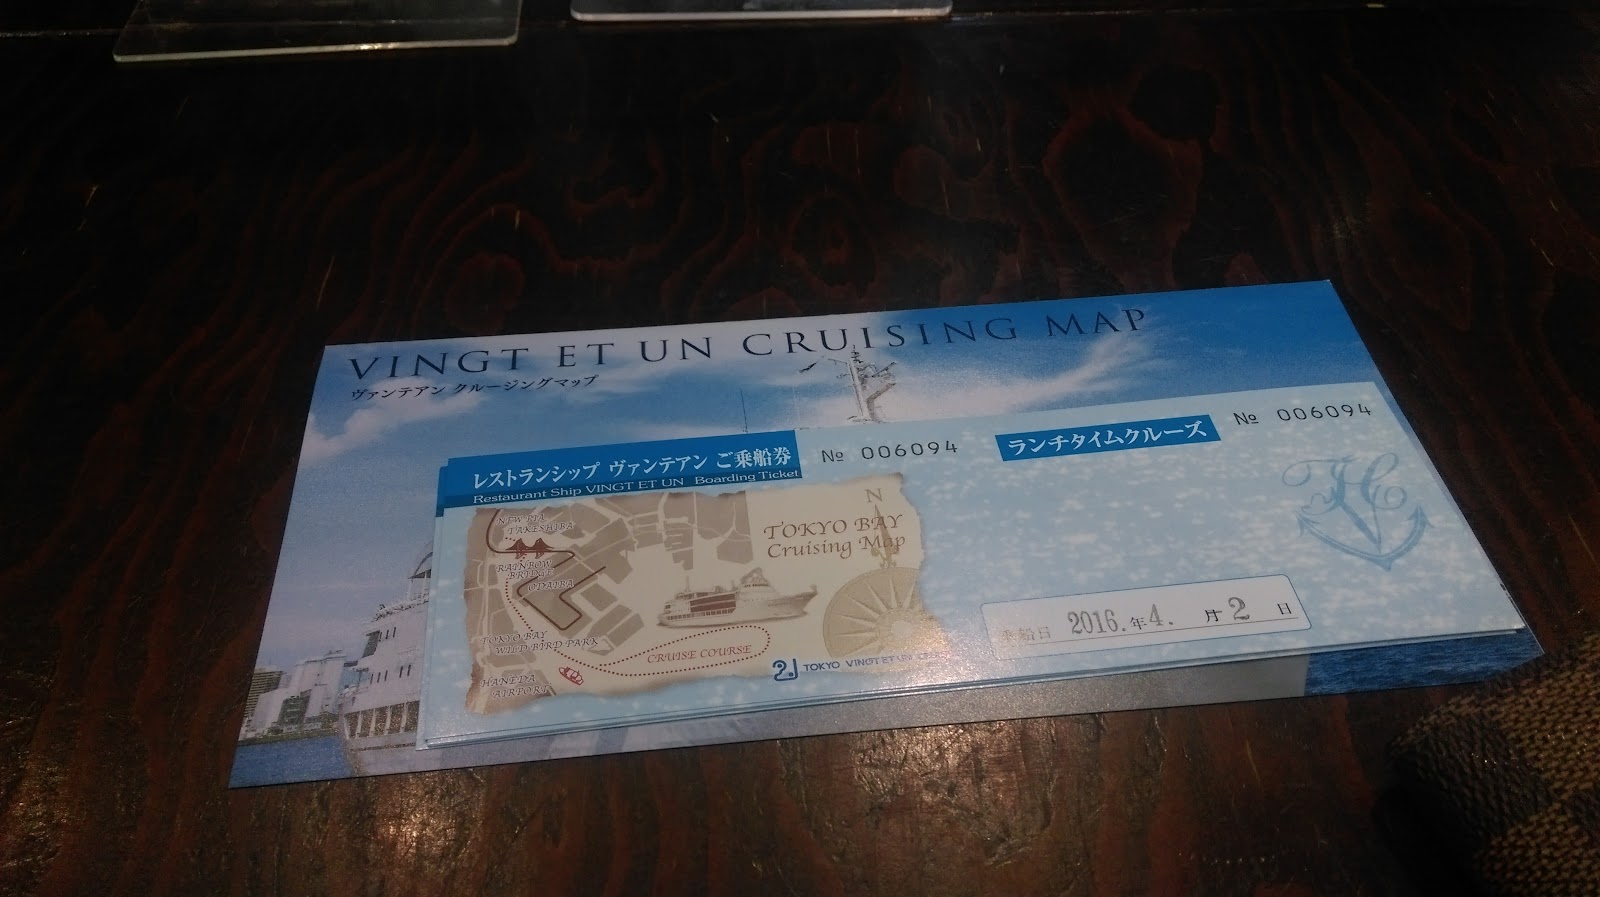 VINGT ET UN CRUISING MAP
ヴァンテアン クルージングマップ
レストランシップ ヴァンテアン ご乗船券
Restaurant Ship VINGT ET UN Boarding Ticket
№ 006094
ランチタイムクルーズ
№ 006094
N
TOKYO BAY
Cruising Map
NEW PIA
TAKESHIBA
RAINBOW
BRIDGE
ODAIBA
TOKYO BAY
WILD BIRD PARK
CRUISE COURSE
HANEDA
AIRPORT
TOKYO VINGT ET UN
乗船日 2016.年4.月2日